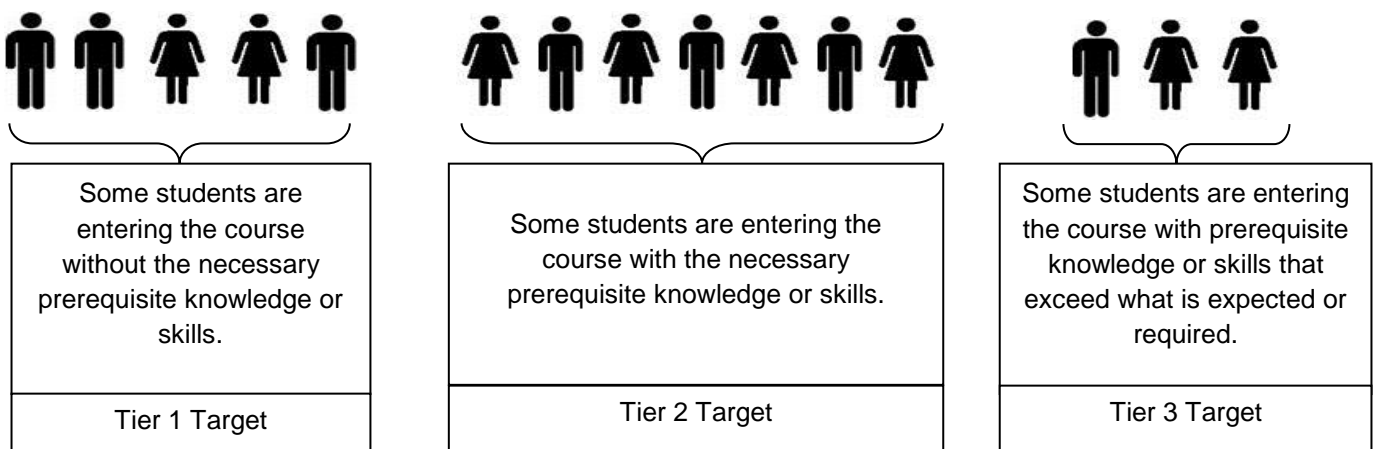 Some students are
entering the course
without the necessary
prerequisite knowledge or
skills.
Tier 1 Target
Some students are entering the
course with the necessary
prerequisite knowledge or skills.
Tier 2 Target
Some students are entering
the course with prerequisite
knowledge or skills that
exceed what is expected or
required.
Tier 3 Target